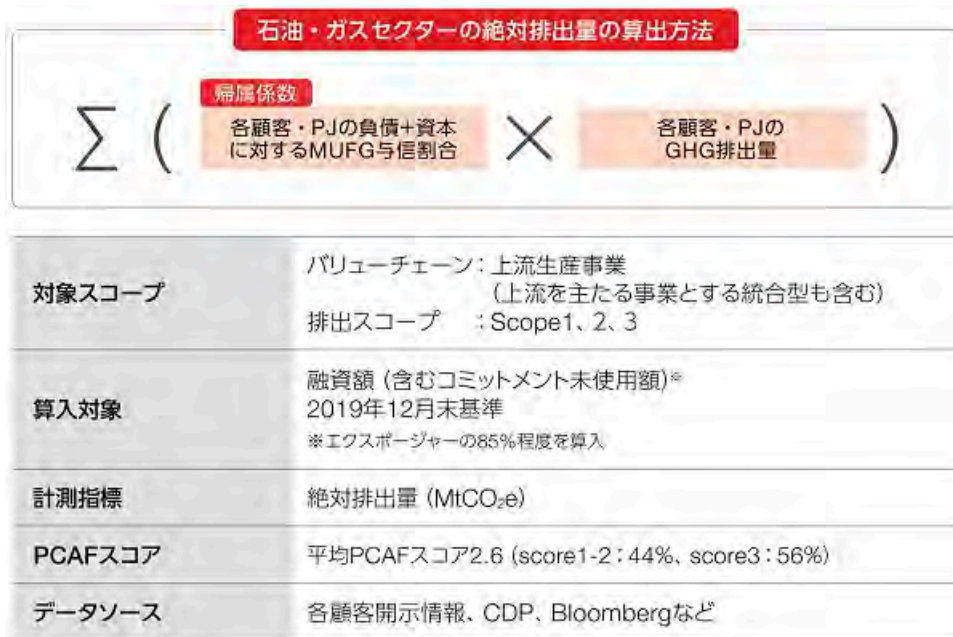 石油・ガスセクターの絶対排出量の算出方法
帰属係数
Σ ( 各顧客・PJの負債+資本
に対するMUFG与信割合 × 各顧客・PJの
GHG排出量 )
対象スコープ
バリューチェーン：上流生産事業
（上流を主たる事業とする統合型も含む）
排出スコープ ：Scope1、2、3
算入対象
融資額（含むコミットメント未使用額）※
2019年12月末基準
※エクスポージャーの85%程度を算入
計測指標
絶対排出量（MtCO₂e）
PCAFスコア
平均PCAFスコア2.6（score1-2：44%、score3：56%）
データソース
各顧客開示情報、CDP、Bloombergなど